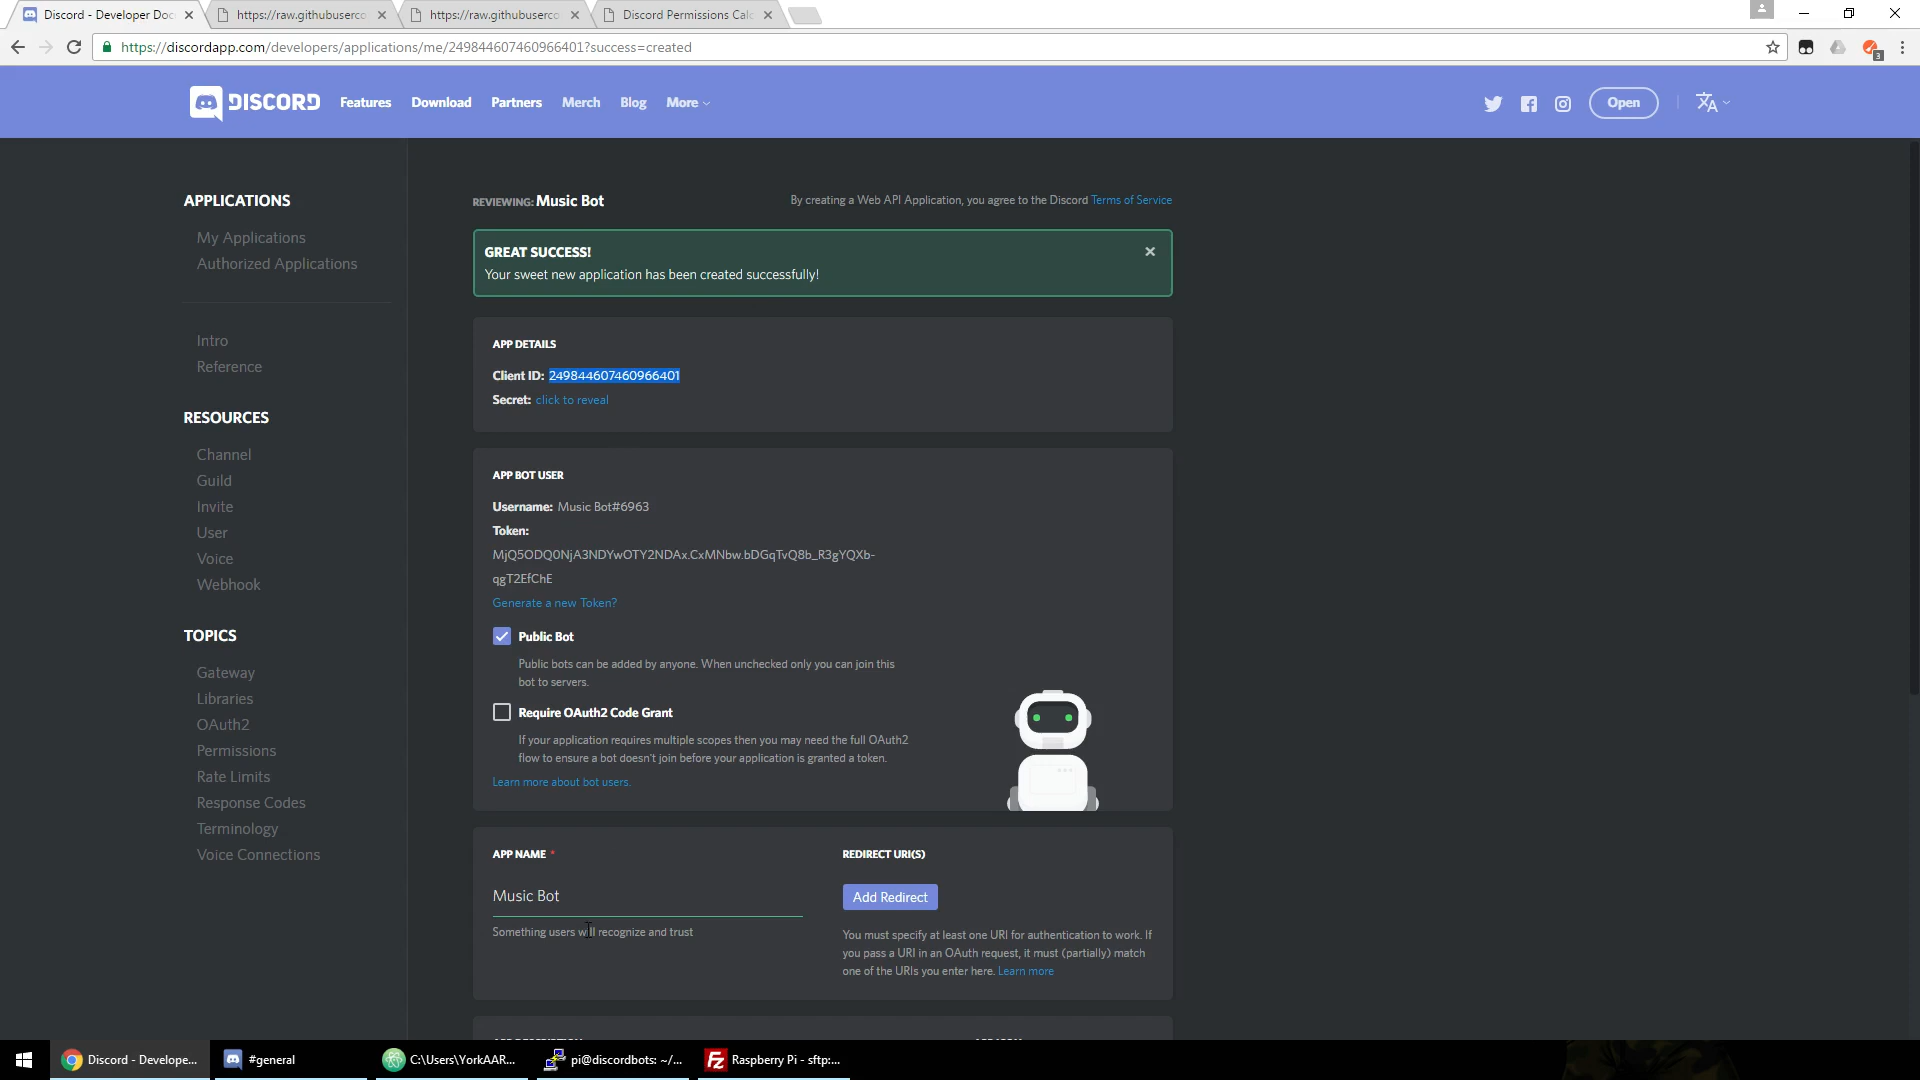 Discord - Developer Doc
https://raw.githubuserco
https://raw.githubuserco
Discord Permissions Calc
https://discordapp.com/developers/applications/me/249844607460966401?success=created
3
DISCORD
Features
Download
Partners
Merch
Blog
More
Open
APPLICATIONS
My Applications
Authorized Applications
Intro
Reference
RESOURCES
Channel
Guild
Invite
User
Voice
Webhook
TOPICS
Gateway
Libraries
OAuth2
Permissions
Rate Limits
Response Codes
Terminology
Voice Connections
REVIEWING: Music Bot
By creating a Web API Application, you agree to the Discord Terms of Service
GREAT SUCCESS!
Your sweet new application has been created successfully!
APP DETAILS
Client ID: 249844607460966401
Secret: click to reveal
APP BOT USER
Username: Music Bot#6963
Token:
MjQ5ODQ0NjA3NDYwOTY2NDAx.CxMNbw.bDGqTvQ8b_R3gYQXb-
qgT2EfChE
Generate a new Token?
Public Bot
Public bots can be added by anyone. When unchecked only you can join this
bot to servers.
Require OAuth2 Code Grant
If your application requires multiple scopes then you may need the full OAuth2
flow to ensure a bot doesn't join before your application is granted a token.
Learn more about bot users.
APP NAME *
Music Bot
Something users will recognize and trust
REDIRECT URI(S)
Add Redirect
You must specify at least one URI for authentication to work. If
you pass a URI in an OAuth request, it must (partially) match
one of the URIs you enter here. Learn more
Discord - Develope...
#general
C:\Users\YorkAAR...
pi@discordbots: ~/...
Raspberry Pi - sftp:...